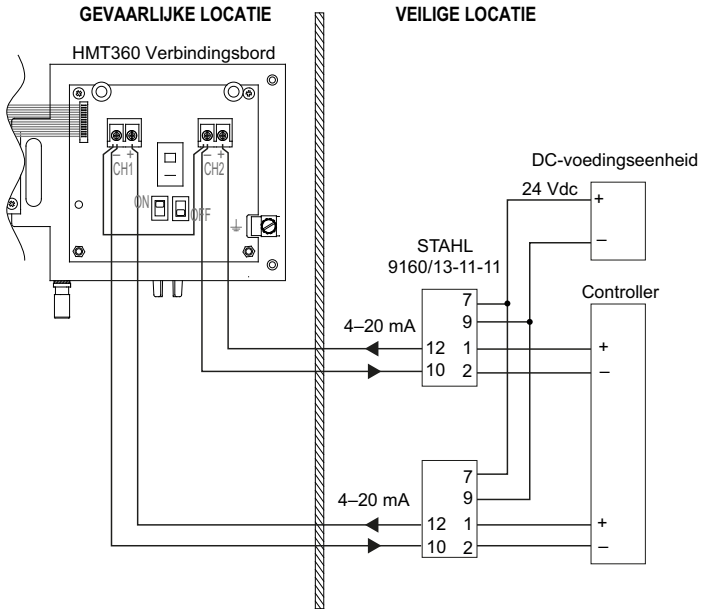 GEVAARLIJKE LOCATIE
VEILIGE LOCATIE
HMT360 Verbindingsbord
– +
– +
CH1
CH2
ON
OFF
DC-voedingseenheid
24 Vdc
+
–
STAHL
9160/13-11-11
Controller
7
9
4–20 mA
12 1
10 2
+
–
7
9
4–20 mA
12 1
10 2
+
–